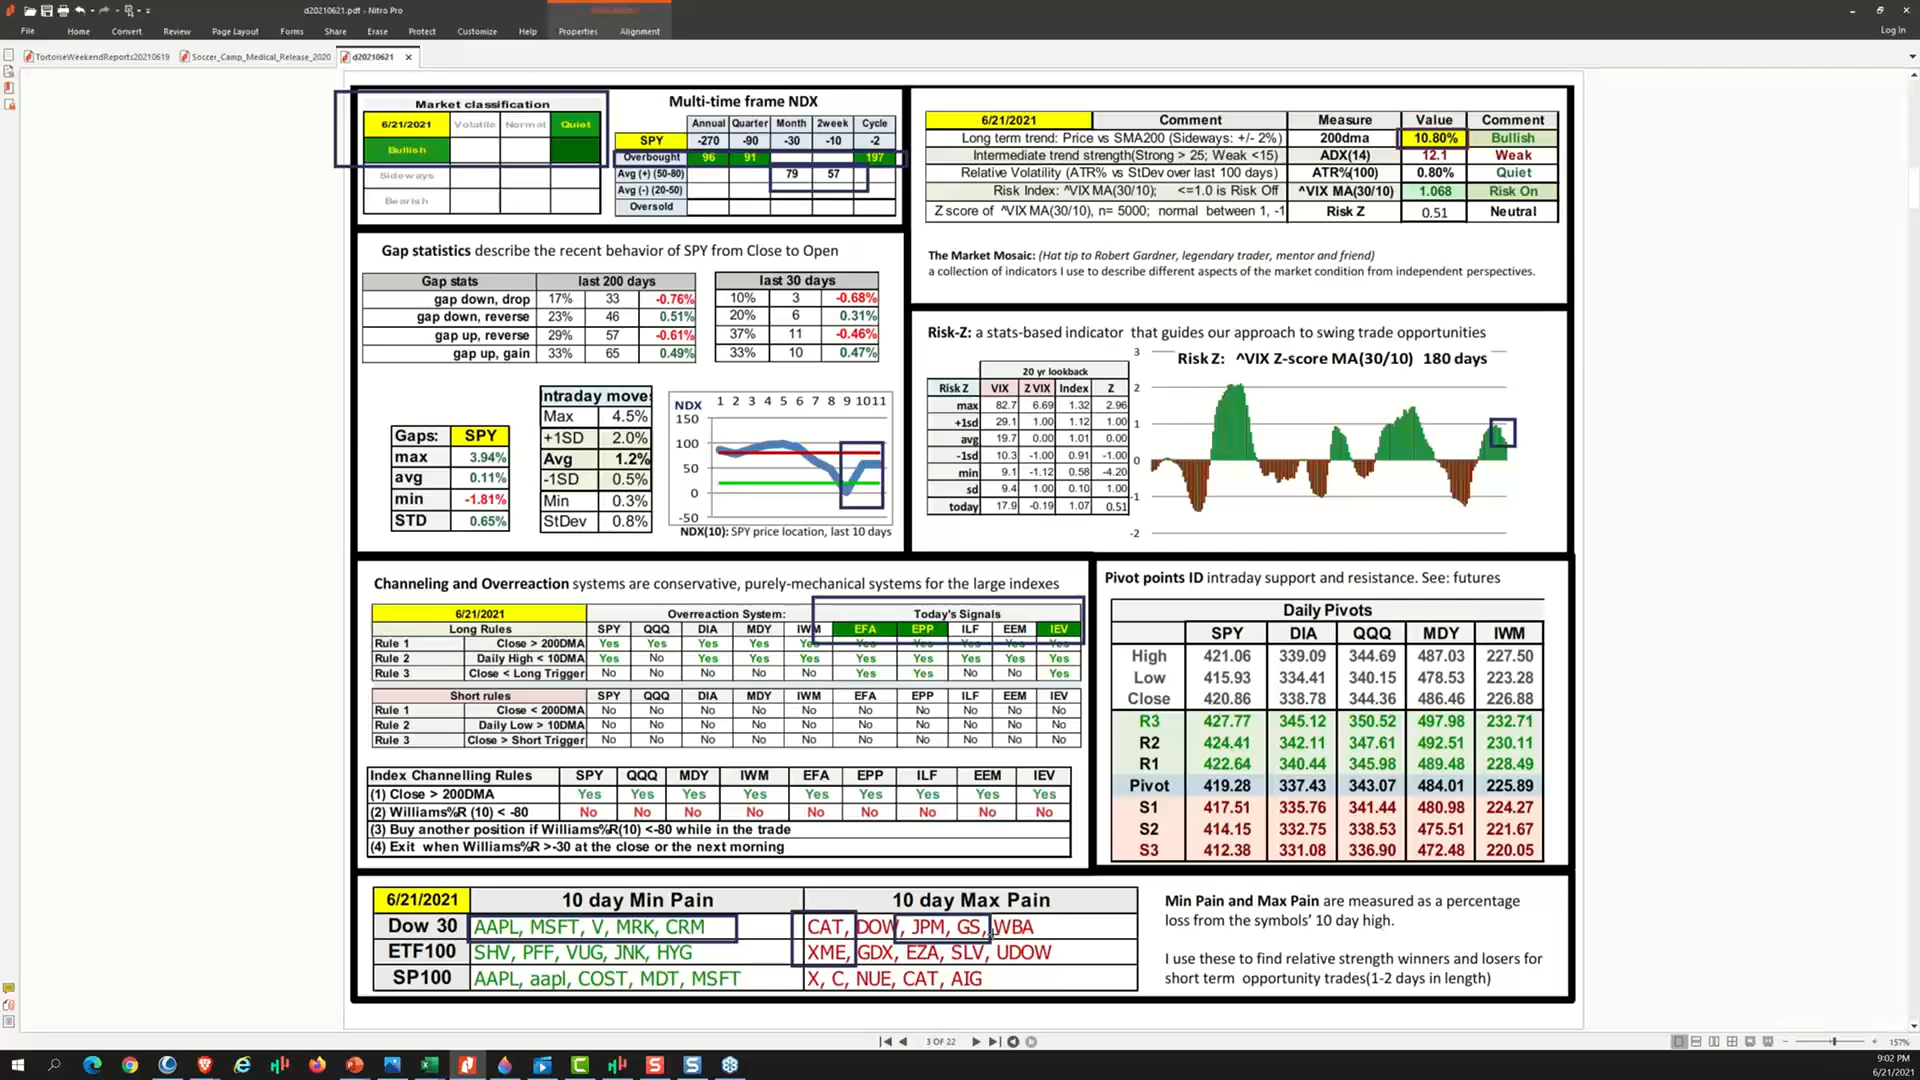 d20210621.pdf - Nitro Pro
File Home Convert Review Page Layout Forms Share Erase Protect Customize Help Properties Alignment Log In
TortoiseWeekendReports20210619 Soccer_Camp_Medical_Release_2020 d20210621
Market classification
6/21/2021 Volatile Normal Quiet
Bullish
Sideways
Bearish
Multi-time frame NDX
Annual Quarter Month 2week Cycle
SPY -270 -90 -30 -10 -2
Overbought 96 91 197
Avg (+) (50-80) 79 57
Avg (-) (20-50)
Oversold
6/21/2021 Comment Measure Value Comment
Long term trend: Price vs SMA200 (Sideways: +/- 2%) 200dma 10.80% Bullish
Intermediate trend strength(Strong > 25; Weak <15) ADX(14) 12.1 Weak
Relative Volatility (ATR% vs StDev over last 100 days) ATR%(100) 0.80% Quiet
Risk Index: ^VIX MA(30/10); <=1.0 is Risk Off ^VIX MA(30/10) 1.068 Risk On
Z score of ^VIX MA(30/10), n= 5000; normal between 1, -1 Risk Z 0.51 Neutral
The Market Mosaic: (Hat tip to Robert Gardner, legendary trader, mentor and friend)
a collection of indicators I use to describe different aspects of the market condition from independent perspectives.
Gap statistics describe the recent behavior of SPY from Close to Open
Gap stats last 200 days last 30 days
gap down, drop 17% 33 -0.76% 10% 3 -0.68%
gap down, reverse 23% 46 0.51% 20% 6 0.31%
gap up, reverse 29% 57 -0.61% 37% 11 -0.46%
gap up, gain 33% 65 0.49% 33% 10 0.47%
Gaps: SPY
max 3.94%
avg 0.11%
min -1.81%
STD 0.65%
ntraday moves
Max 4.5%
+1SD 2.0%
Avg 1.2%
-1SD 0.5%
Min 0.3%
StDev 0.8%
NDX 1 2 3 4 5 6 7 8 9 10 11
150
100
50
0
-50
NDX(10): SPY price location, last 10 days
Risk-Z: a stats-based indicator that guides our approach to swing trade opportunities
20 yr lookback
Risk Z VIX Z VIX Index Z
max 82.7 6.69 1.32 2.96
+1sd 29.1 1.00 1.12 1.00
avg 19.7 0.00 1.01 0.00
-1sd 10.3 -1.00 0.91 -1.00
min 9.1 -1.12 0.58 -4.20
sd 9.4 1.00 0.10 1.00
today 17.9 -0.19 1.07 0.51
Risk Z: ^VIX Z-score MA(30/10) 180 days
3
2
1
0
-1
-2
Channeling and Overreaction systems are conservative, purely-mechanical systems for the large indexes
6/21/2021 Overreaction System: Today's Signals
Long Rules SPY QQQ DIA MDY IWM EFA EPP ILF EEM IEV
Rule 1 Close > 200DMA Yes Yes Yes Yes Yes Yes Yes Yes Yes Yes
Rule 2 Daily High < 10DMA Yes No Yes Yes Yes Yes Yes Yes Yes Yes
Rule 3 Close < Long Trigger No No No No No Yes Yes No No Yes
Short rules SPY QQQ DIA MDY IWM EFA EPP ILF EEM IEV
Rule 1 Close < 200DMA No No No No No No No No No No
Rule 2 Daily Low > 10DMA No No No No No No No No No No
Rule 3 Close > Short Trigger No No No No No No No No No No
Index Channelling Rules SPY QQQ MDY IWM EFA EPP ILF EEM IEV
(1) Close > 200DMA Yes Yes Yes Yes Yes Yes Yes Yes Yes
(2) Williams%R (10) < -80 No No No No No No No No No
(3) Buy another position if Williams%R(10) <-80 while in the trade
(4) Exit when Williams%R >-30 at the close or the next morning
Pivot points ID intraday support and resistance. See: futures
Daily Pivots
SPY DIA QQQ MDY IWM
High 421.06 339.09 344.69 487.03 227.50
Low 415.93 334.41 340.15 478.53 223.28
Close 420.86 338.78 344.36 486.46 226.88
R3 427.77 345.12 350.52 497.98 232.71
R2 424.41 342.11 347.61 492.51 230.11
R1 422.64 340.44 345.98 489.48 228.49
Pivot 419.28 337.43 343.07 484.01 225.89
S1 417.51 335.76 341.44 480.98 224.27
S2 414.15 332.75 338.53 475.51 221.67
S3 412.38 331.08 336.90 472.48 220.05
6/21/2021 10 day Min Pain 10 day Max Pain
Dow 30 AAPL, MSFT, V, MRK, CRM CAT, DOW, JPM, GS, WBA
ETF100 SHV, PFF, VUG, JNK, HYG XME, GDX, EZA, SLV, UDOW
SP100 AAPL, aapl, COST, MDT, MSFT X, C, NUE, CAT, AIG
Min Pain and Max Pain are measured as a percentage
loss from the symbols' 10 day high.
I use these to find relative strength winners and losers for
short term opportunity trades(1-2 days in length)
3 OF 22
157%
9:02 PM
6/21/2021